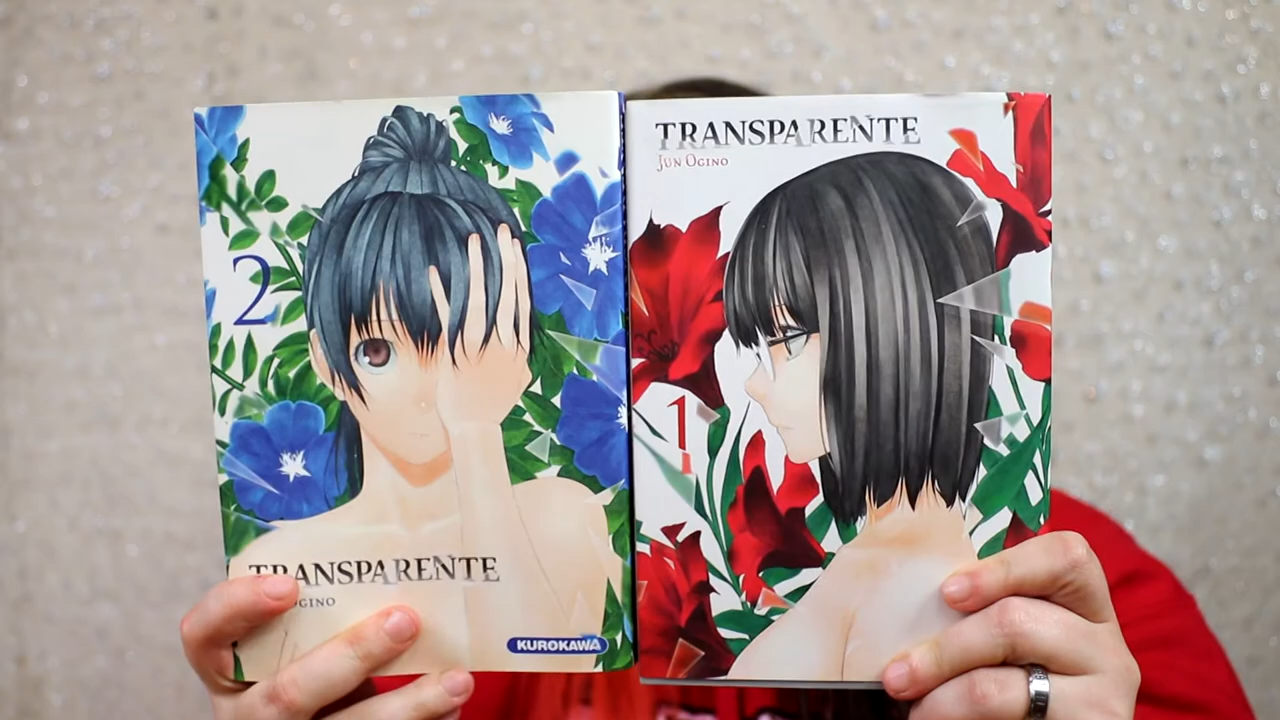 2
TRANSPARENTE
OGINO
KUROKAWA
TRANSPARENTE
JUN OGINO
1